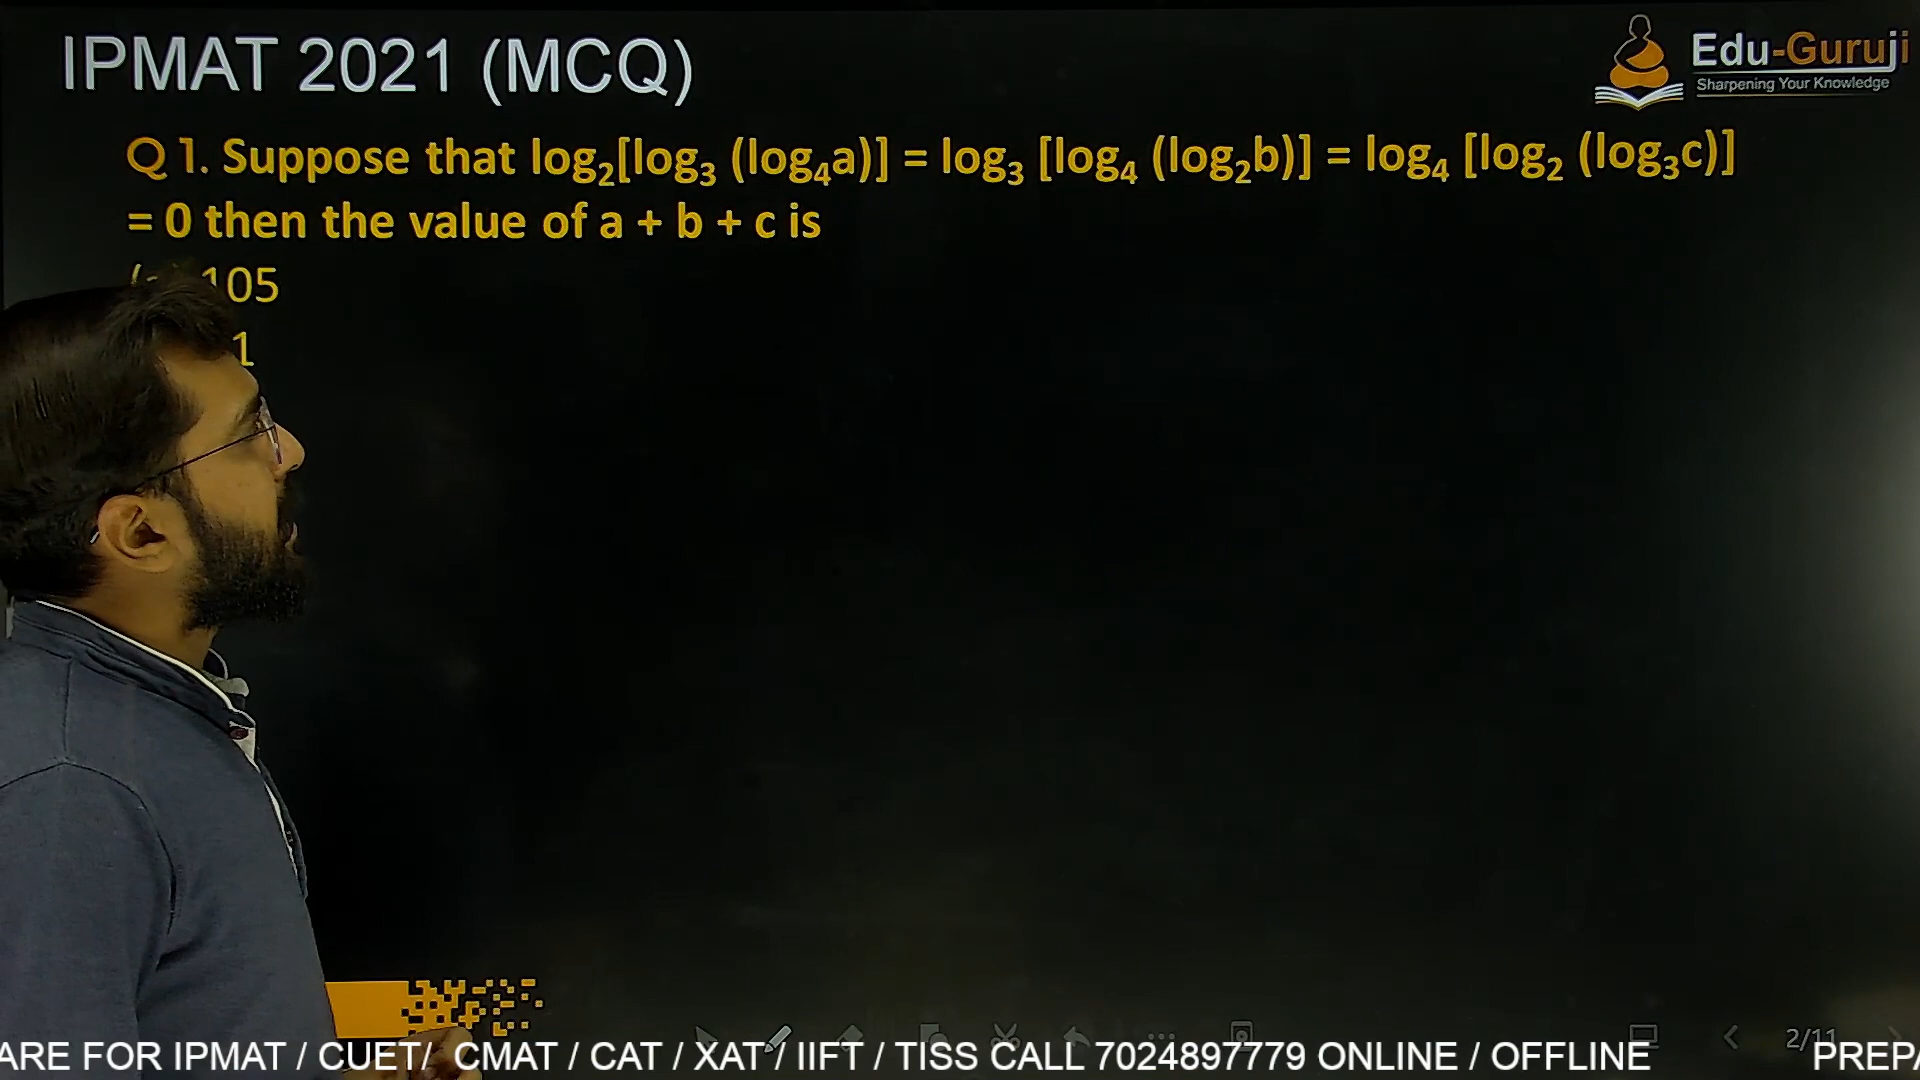 IPMAT 2021 (MCQ)
Edu-Guruji
Sharpening Your Knowledge
Q 1. Suppose that log₂[log₃ (log₄a)] = log₃ [log₄ (log₂b)] = log₄ [log₂ (log₃c)]
= 0 then the value of a + b + c is
105
1
2/11
ARE FOR IPMAT / CUET/ CMAT / CAT / XAT / IIFT / TISS CALL 7024897779 ONLINE / OFFLINE PREPA